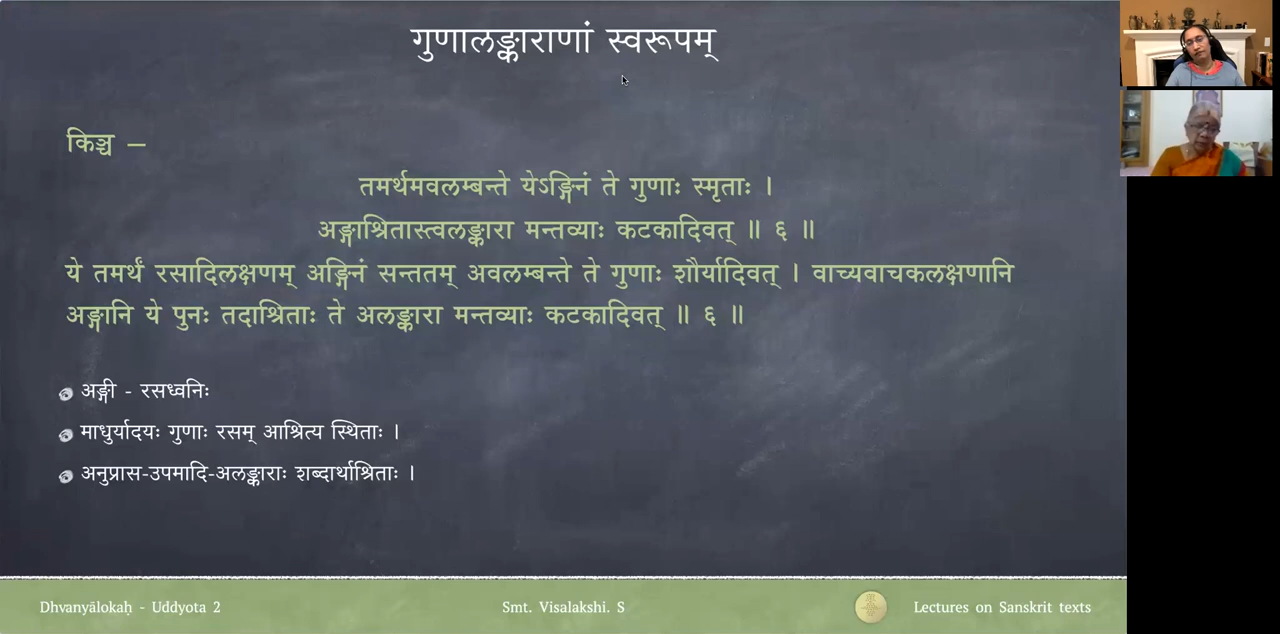 गुणालङ्काराणां स्वरूपम्
किञ्च –
तमर्थमवलम्बन्ते येऽङ्गिनं ते गुणाः स्मृताः ।
अङ्गाश्रितास्त्वलङ्कारा मन्तव्याः कटकादिवत् ॥ ६ ॥
ये तमर्थं रसादिलक्षणम् अङ्गिनं सन्ततम् अवलम्बन्ते ते गुणाः शौर्यादिवत् । वाच्यवाचकलक्षणानि
अङ्गानि ये पुनः तदाश्रिताः ते अलङ्कारा मन्तव्याः कटकादिवत् ॥ ६ ॥
अङ्गी - रसध्वनिः
माधुर्यादयः गुणाः रसम् आश्रित्य स्थिताः ।
अनुप्रास-उपमादि-अलङ्काराः शब्दार्थाश्रिताः ।
Dhvanyālokaḥ - Uddyota 2 Smt. Visalakshi. S Lectures on Sanskrit texts